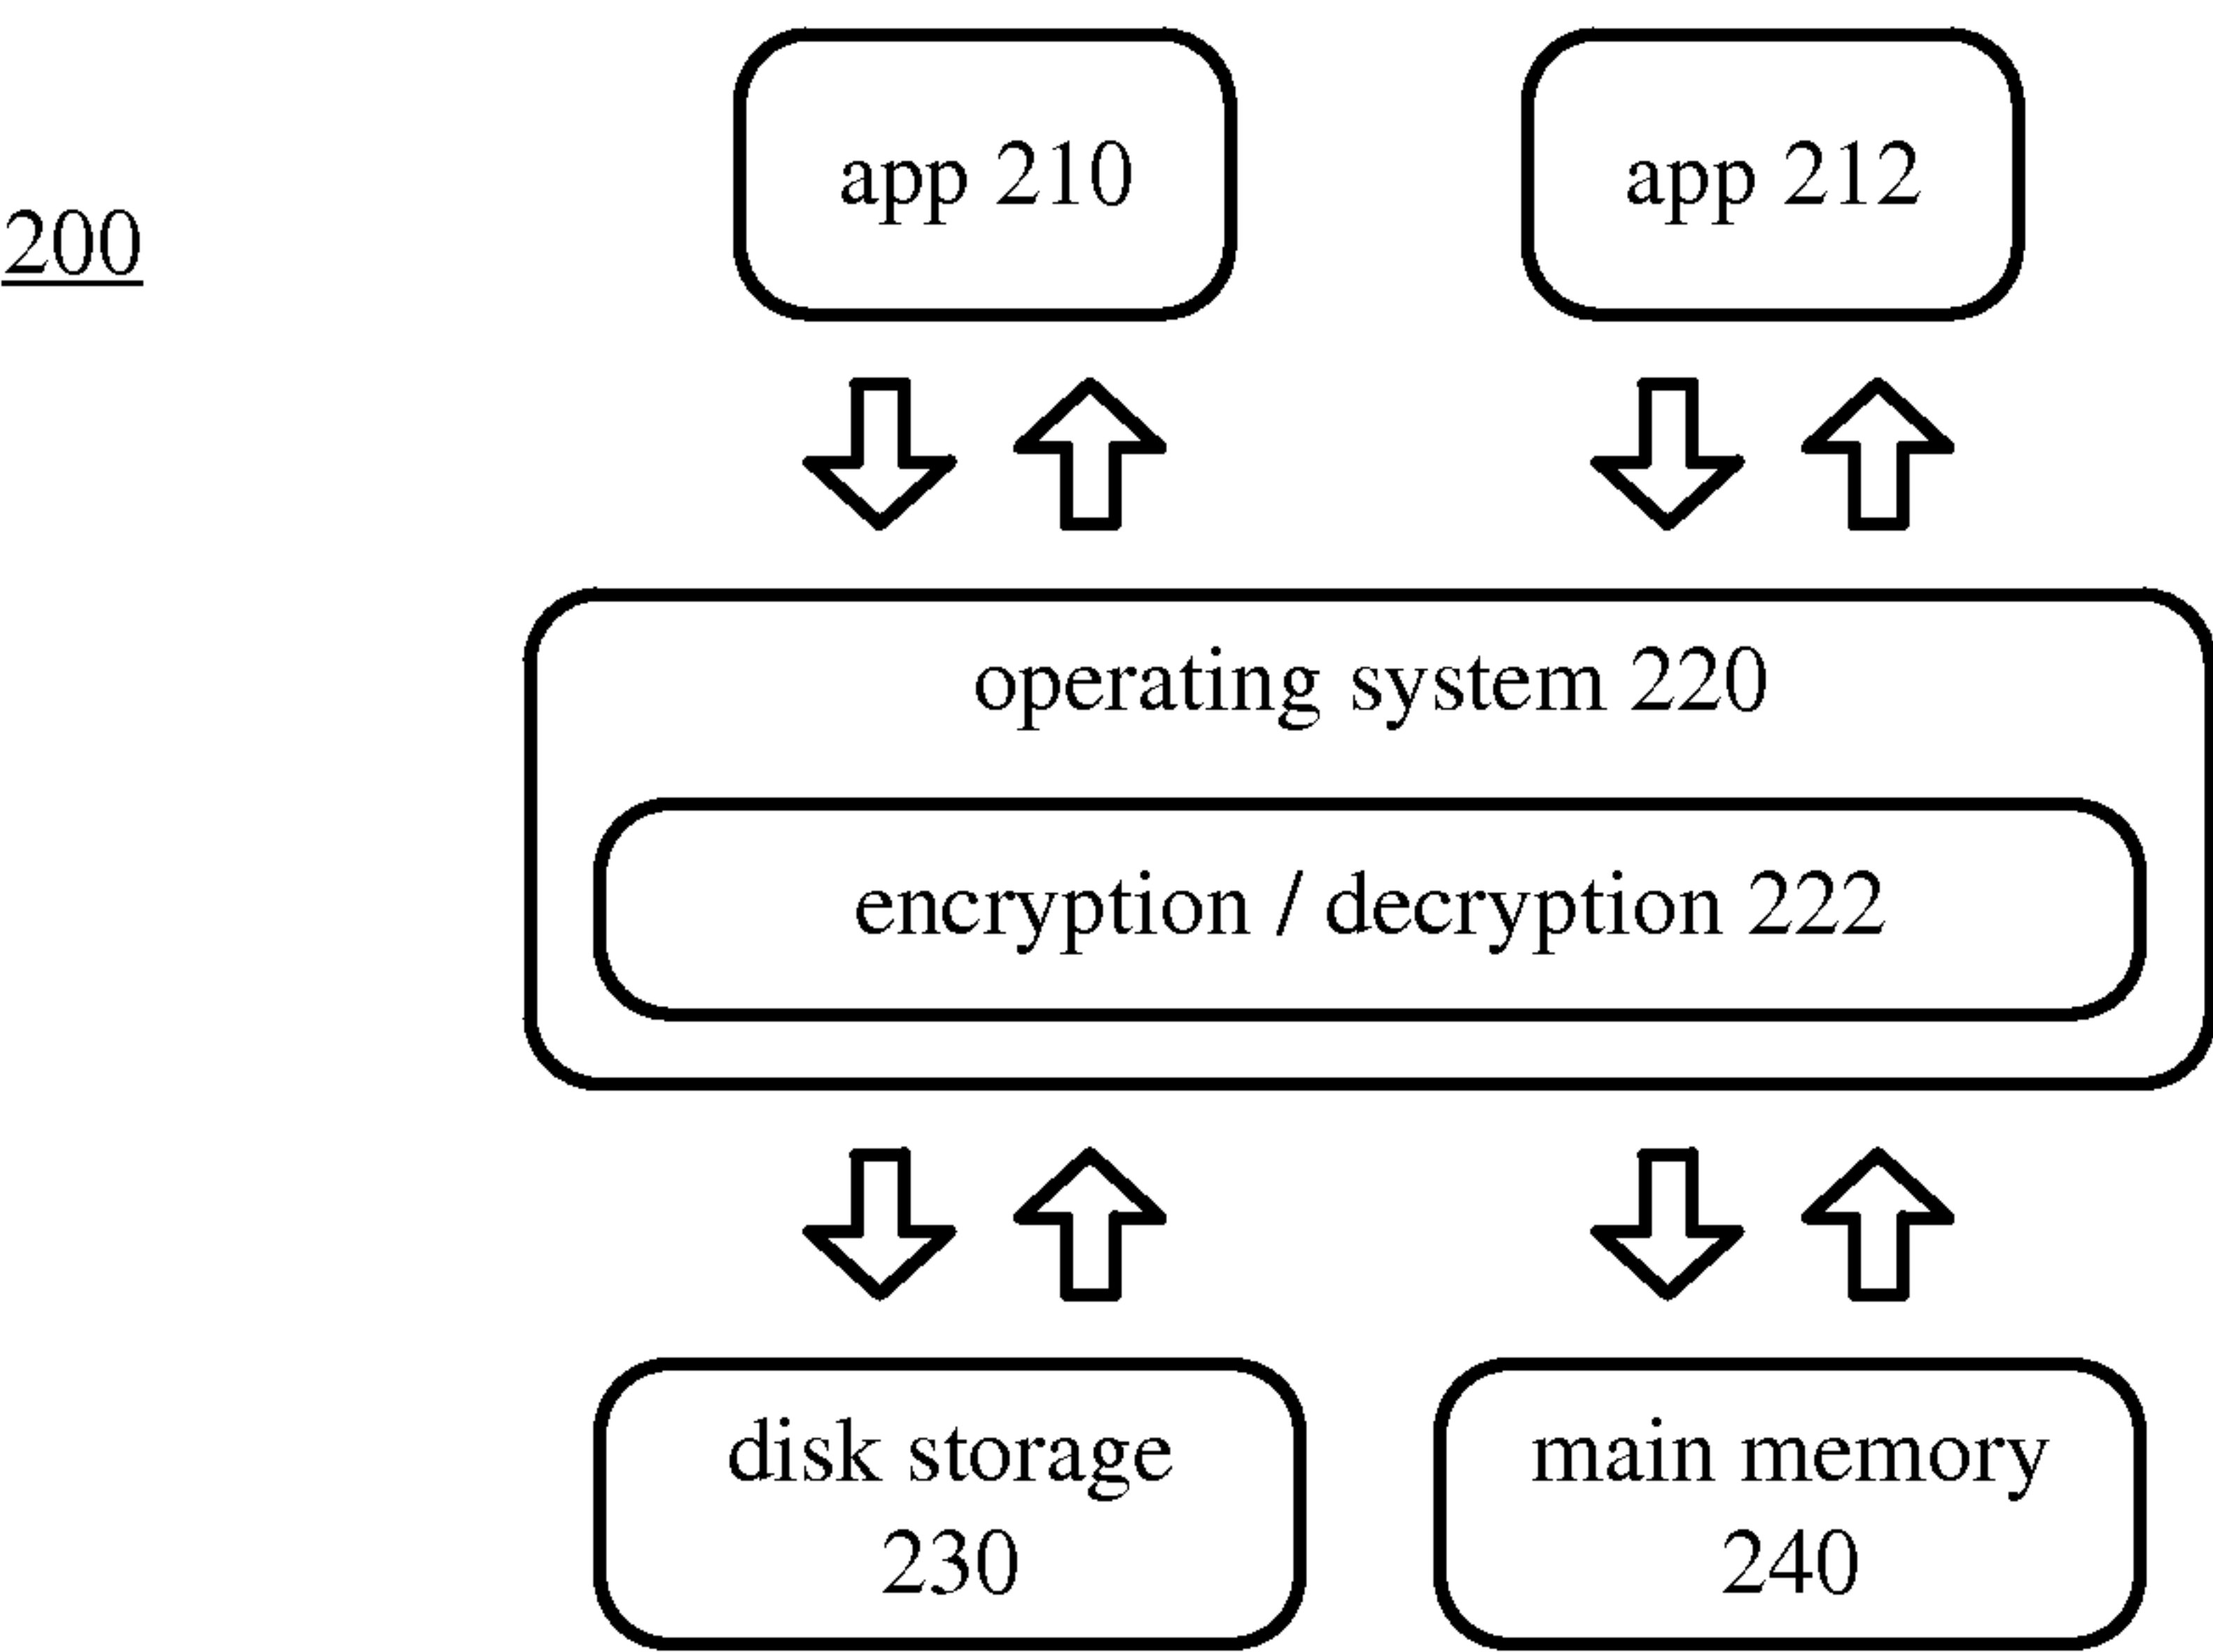 app 210
app 212
200
operating system 220
encryption / decryption 222
disk storage
230
main memory
240